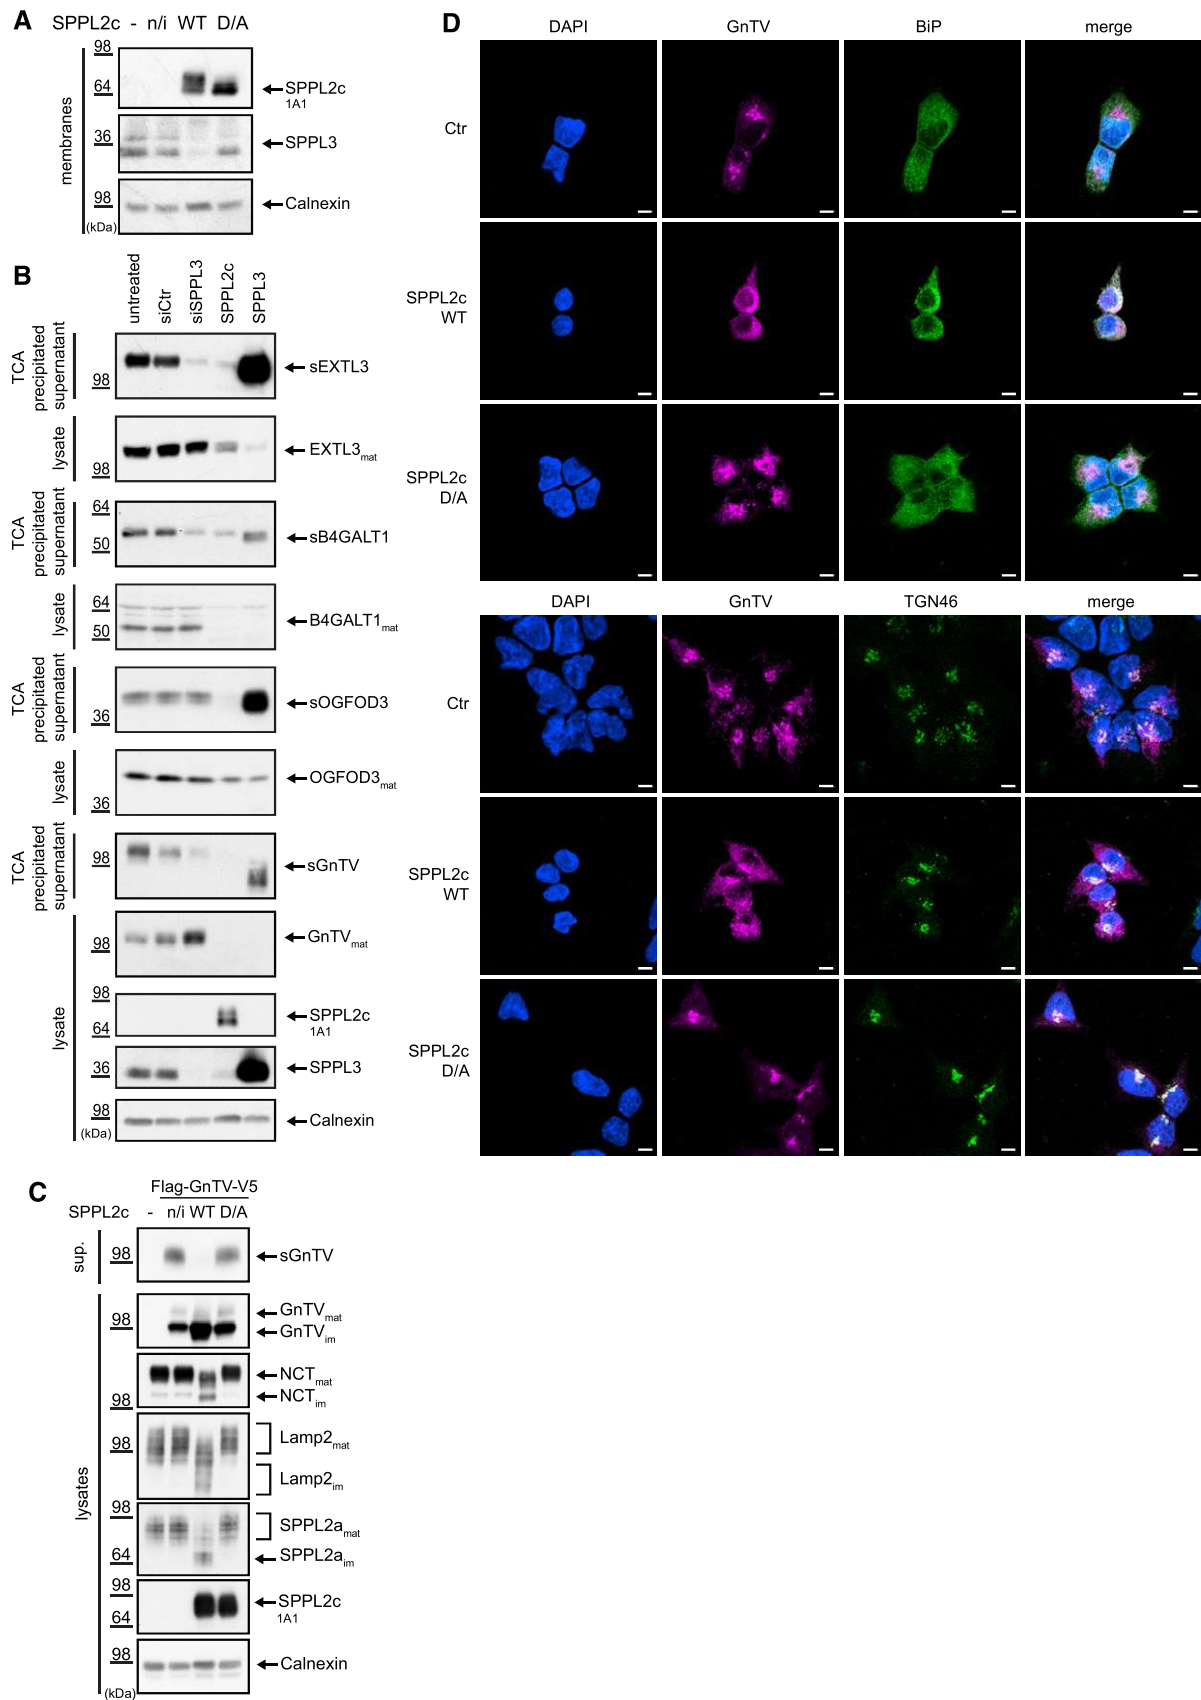 A
SPPL2c - n/i WT D/A
membranes
98
64
SPPL2c
1A1
36
SPPL3
98
Calnexin
(kDa)
B
untreated
siCtr
siSPPL3
SPPL2c
SPPL3
TCA
precipitated
supernatant
98
sEXTL3
lysate
98
EXTL3mat
TCA
precipitated
supernatant
64
50
sB4GALT1
lysate
64
50
B4GALT1mat
TCA
precipitated
supernatant
36
sOGFOD3
lysate
36
OGFOD3mat
TCA
precipitated
supernatant
98
sGnTV
lysate
98
GnTVmat
98
64
SPPL2c
1A1
36
SPPL3
98
(kDa)
Calnexin
C
Flag-GnTV-V5
SPPL2c - n/i WT D/A
sup.
98
sGnTV
lysates
98
GnTVmat
GnTVim
NCTmat
98
NCTim
98
Lamp2mat
Lamp2im
98
SPPL2amat
64
SPPL2aim
98
64
SPPL2c
1A1
98
Calnexin
(kDa)
D
DAPI GnTV BiP merge
Ctr
SPPL2c
WT
SPPL2c
D/A
DAPI GnTV TGN46 merge
Ctr
SPPL2c
WT
SPPL2c
D/A